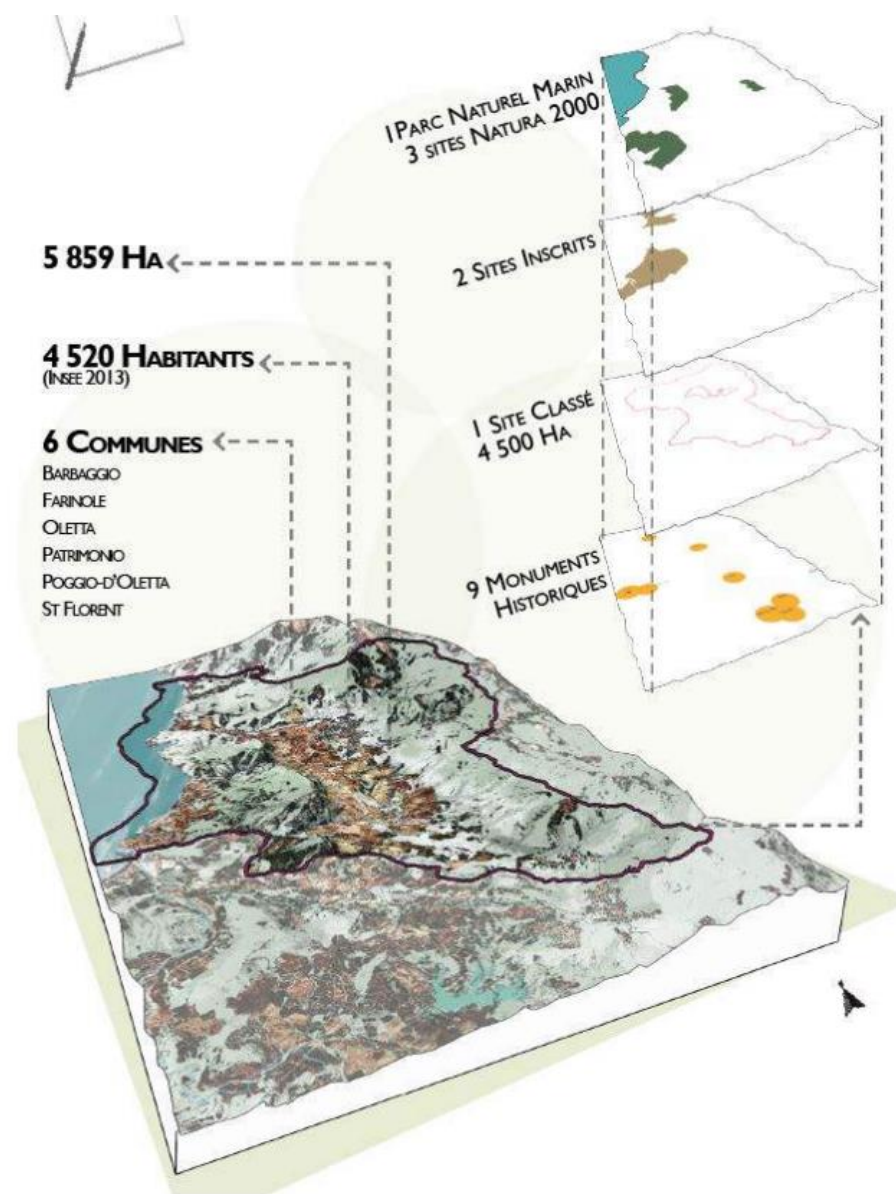 1 PARC NATUREL MARIN
3 SITES NATURA 2000
2 SITES INSCRITS
1 SITE CLASSÉ
4 500 HA
9 MONUMENTS
HISTORIQUES
5 859 HA
4 520 HABITANTS
(INSEE 2013)
6 COMMUNES
BARBAGGIO
FARINOLE
OLETTA
PATRIMONIO
POGGIO-D'OLETTA
ST FLORENT